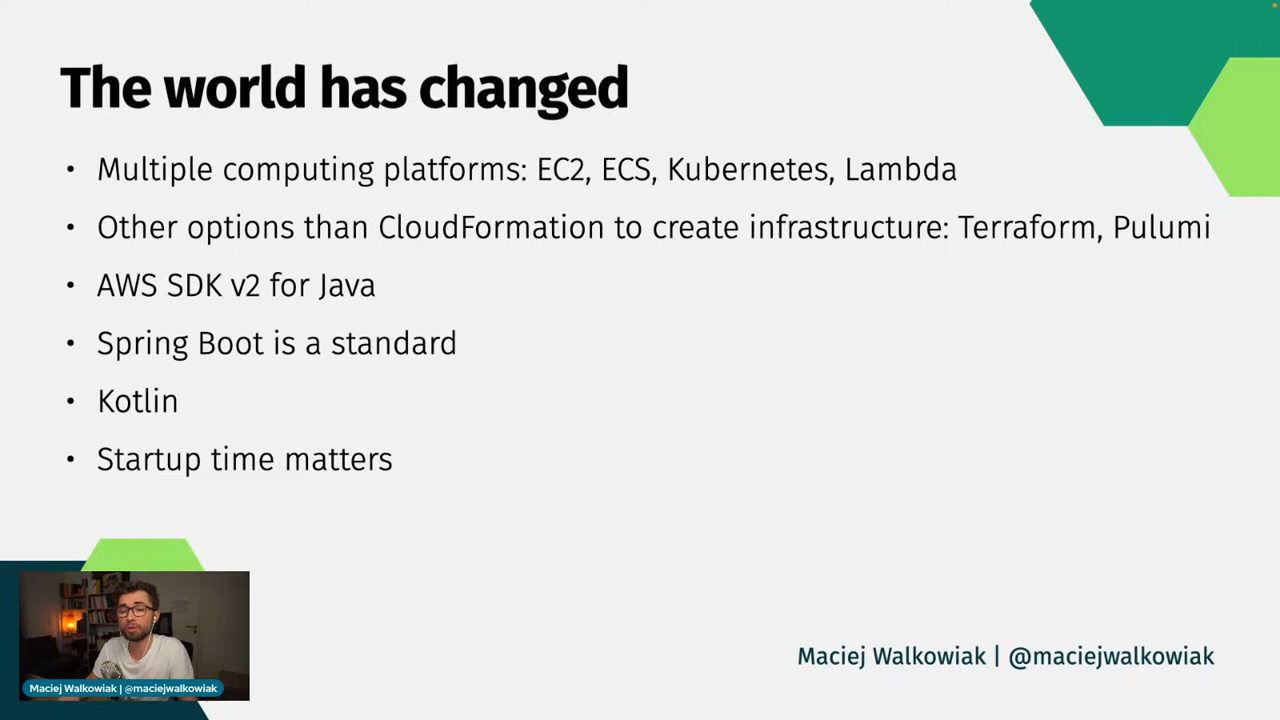 The world has changed
• Multiple computing platforms: EC2, ECS, Kubernetes, Lambda
• Other options than CloudFormation to create infrastructure: Terraform, Pulumi
• AWS SDK v2 for Java
• Spring Boot is a standard
• Kotlin
• Startup time matters
Maciej Walkowiak | @maciejwalkowiak
Maciej Walkowiak | @maciejwalkowiak